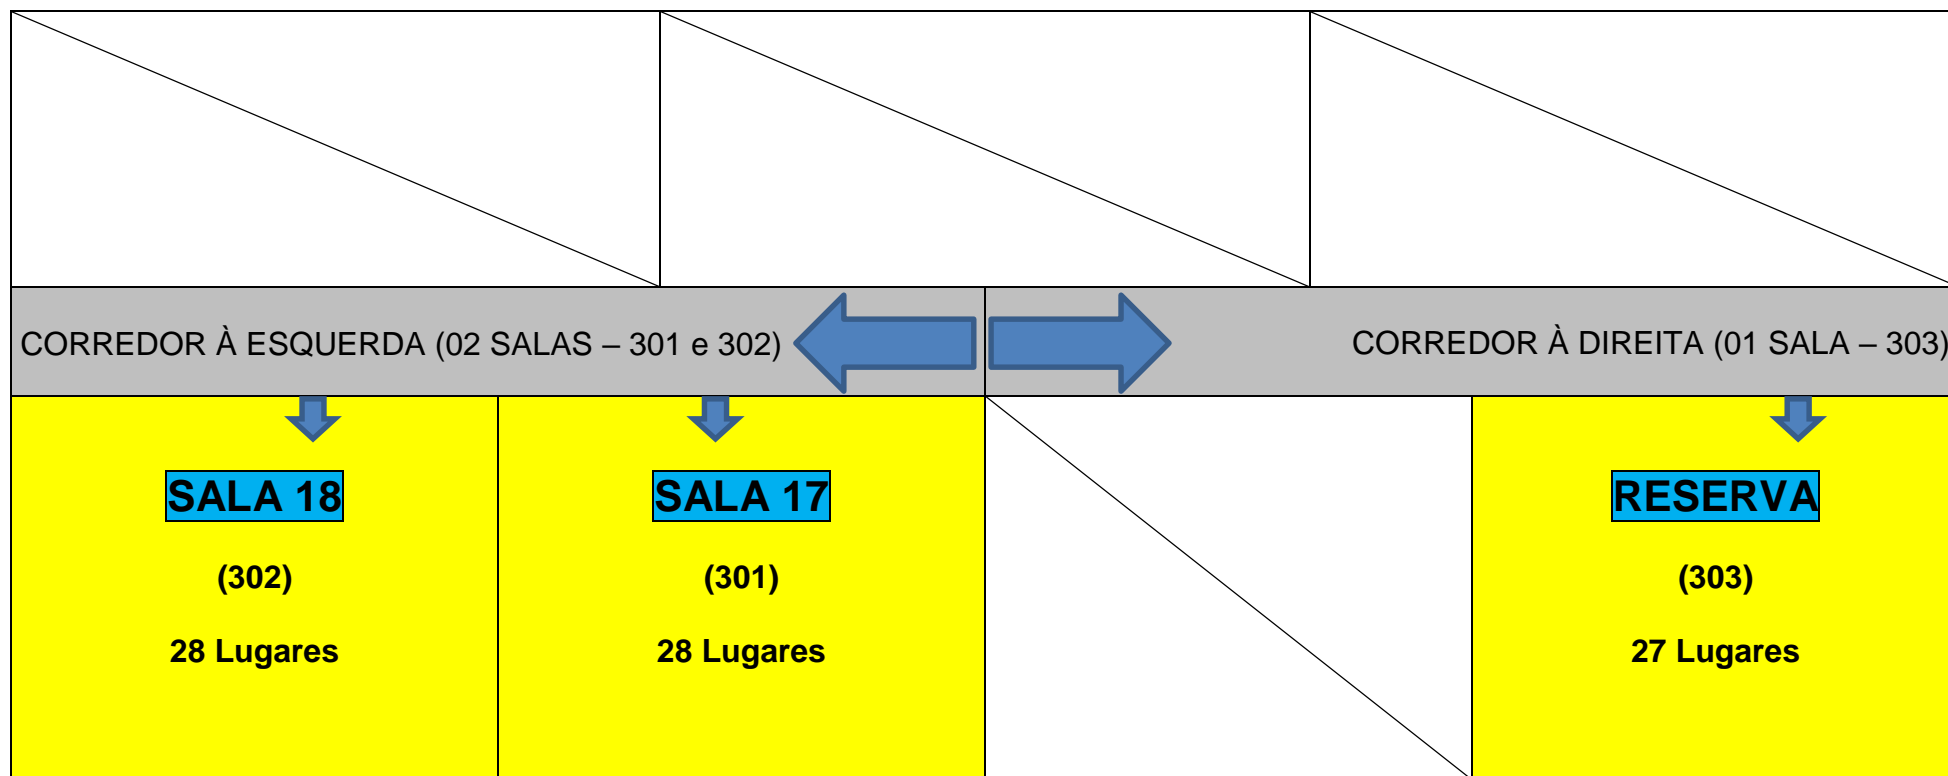 CORREDOR À ESQUERDA (02 SALAS – 301 e 302)
CORREDOR À DIREITA (01 SALA – 303)
SALA 18
(302)
28 Lugares
SALA 17
(301)
28 Lugares
RESERVA
(303)
27 Lugares